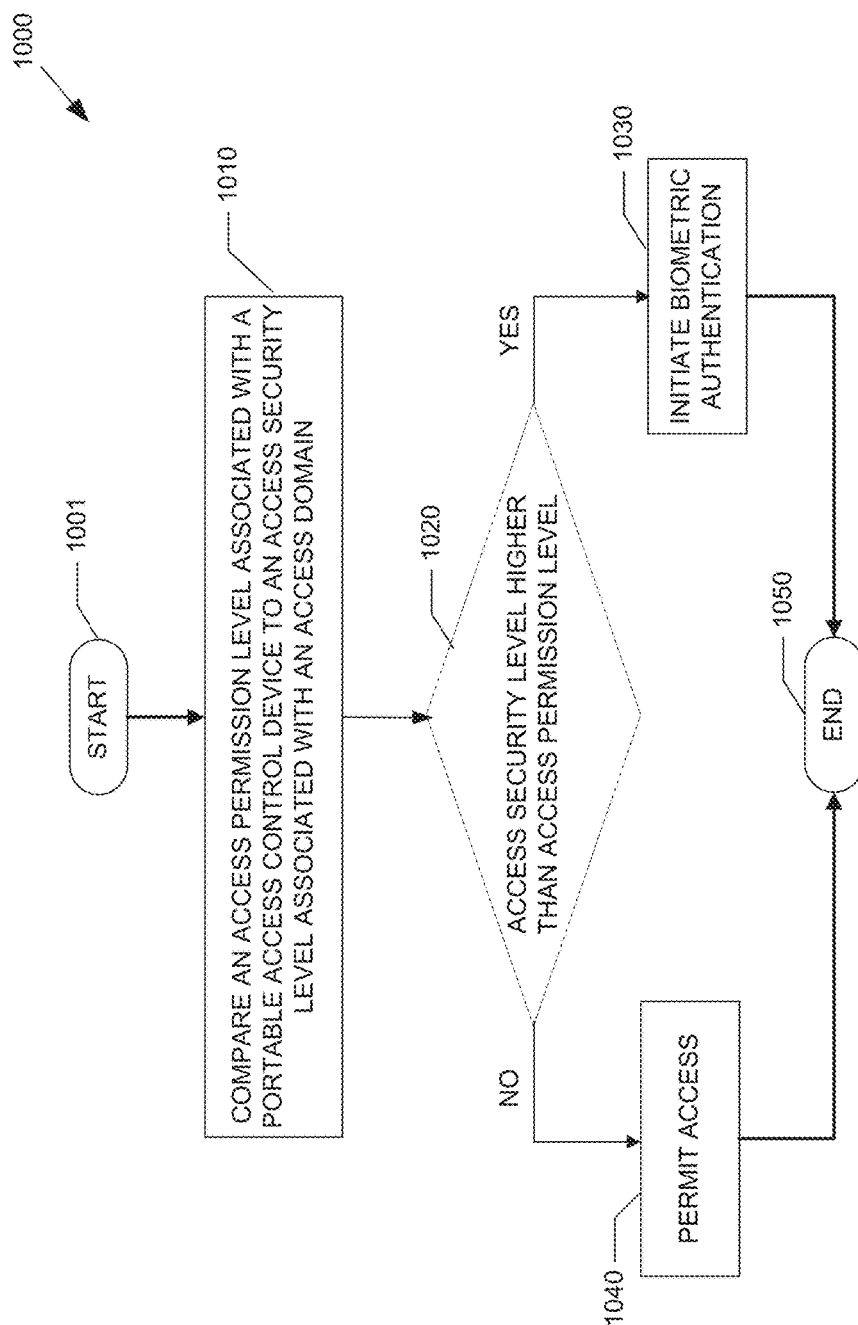 1000
1001
START
1010
COMPARE AN ACCESS PERMISSION LEVEL ASSOCIATED WITH A
PORTABLE ACCESS CONTROL DEVICE TO AN ACCESS SECURITY
LEVEL ASSOCIATED WITH AN ACCESS DOMAIN
1020
ACCESS SECURITY LEVEL HIGHER
THAN ACCESS PERMISSION LEVEL
NO
YES
1040
PERMIT ACCESS
1030
INITIATE BIOMETRIC
AUTHENTICATION
1050
END